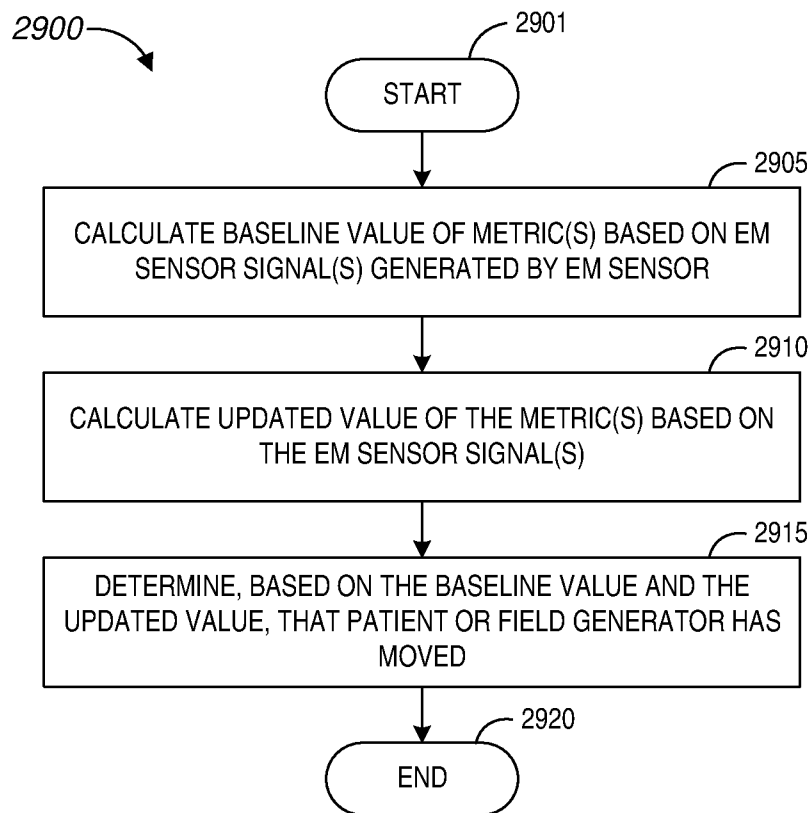 2900
2901
START
2905
CALCULATE BASELINE VALUE OF METRIC(S) BASED ON EM
SENSOR SIGNAL(S) GENERATED BY EM SENSOR
2910
CALCULATE UPDATED VALUE OF THE METRIC(S) BASED ON
THE EM SENSOR SIGNAL(S)
2915
DETERMINE, BASED ON THE BASELINE VALUE AND THE
UPDATED VALUE, THAT PATIENT OR FIELD GENERATOR HAS
MOVED
2920
END